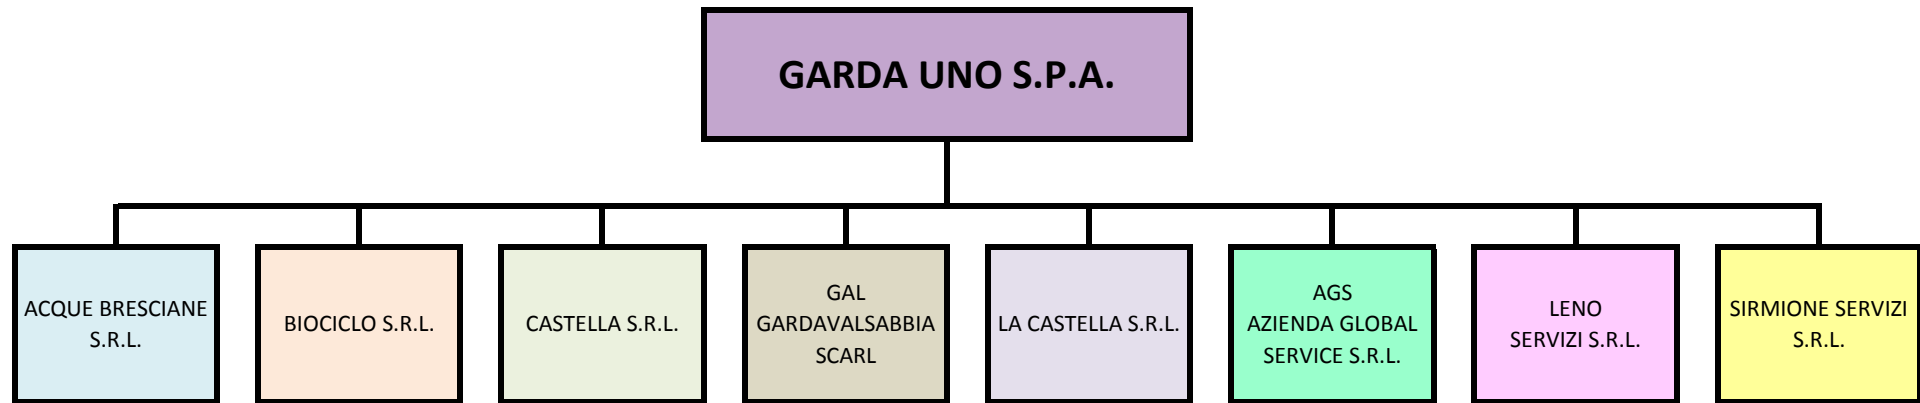 GARDA UNO S.P.A.
ACQUE BRESCIANE
S.R.L.
BIOCICLO S.R.L.
CASTELLA S.R.L.
GAL
GARDAVALSABBIA
SCARL
LA CASTELLA S.R.L.
AGS
AZIENDA GLOBAL
SERVICE S.R.L.
LENO
SERVIZI S.R.L.
SIRMIONE SERVIZI
S.R.L.